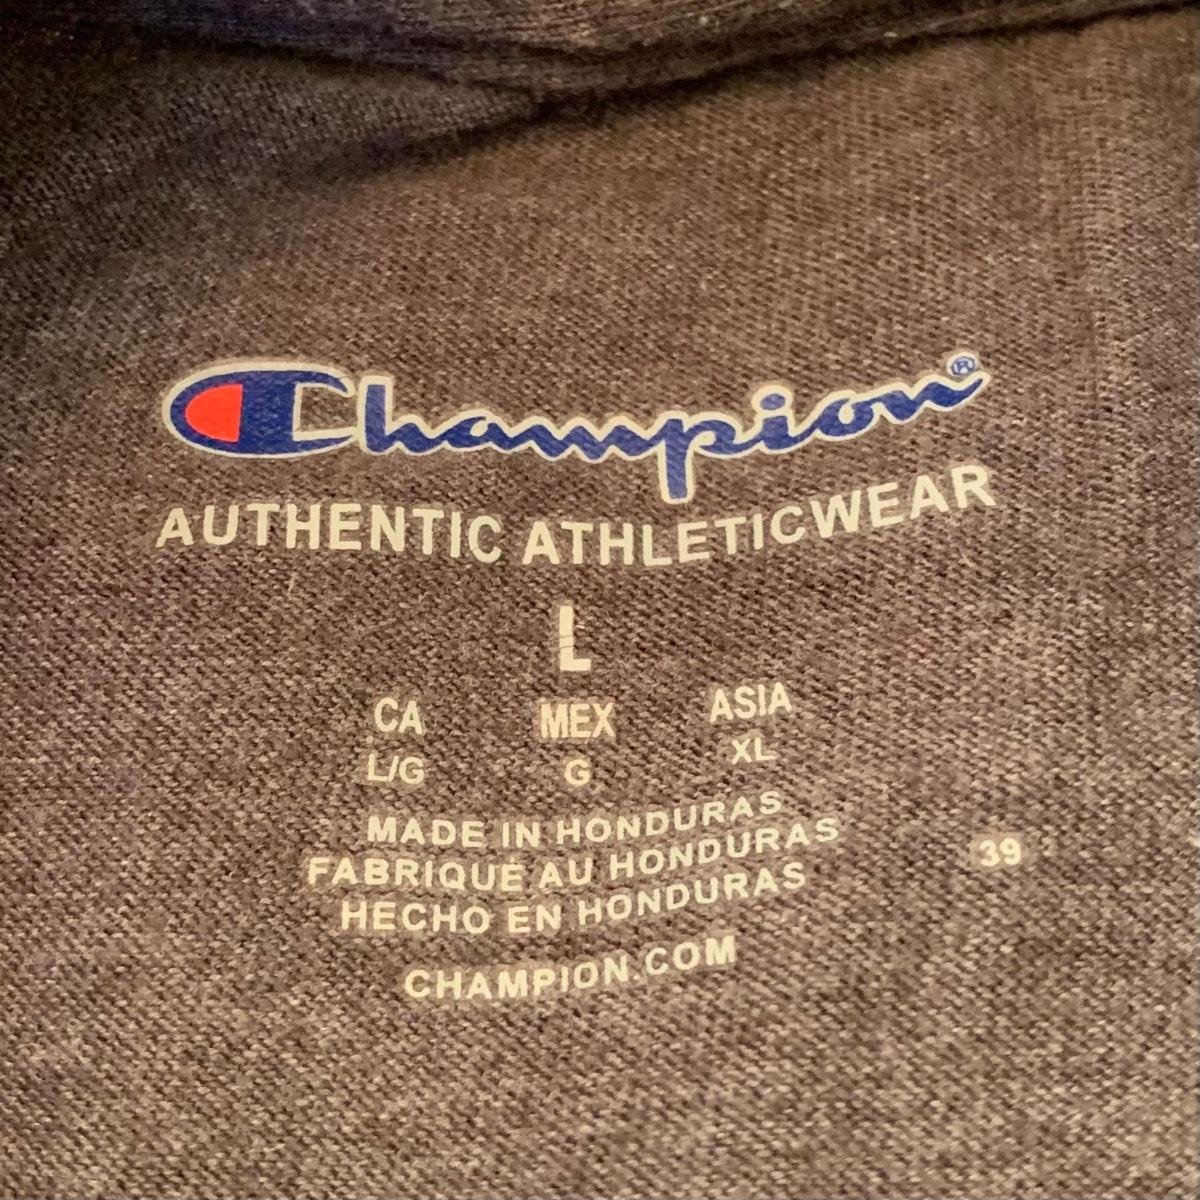 Champion®
AUTHENTIC ATHLETICWEAR
L
CA MEX ASIA
L/G G XL
MADE IN HONDURAS
FABRIQUÉ AU HONDURAS
HECHO EN HONDURAS
39
CHAMPION.COM